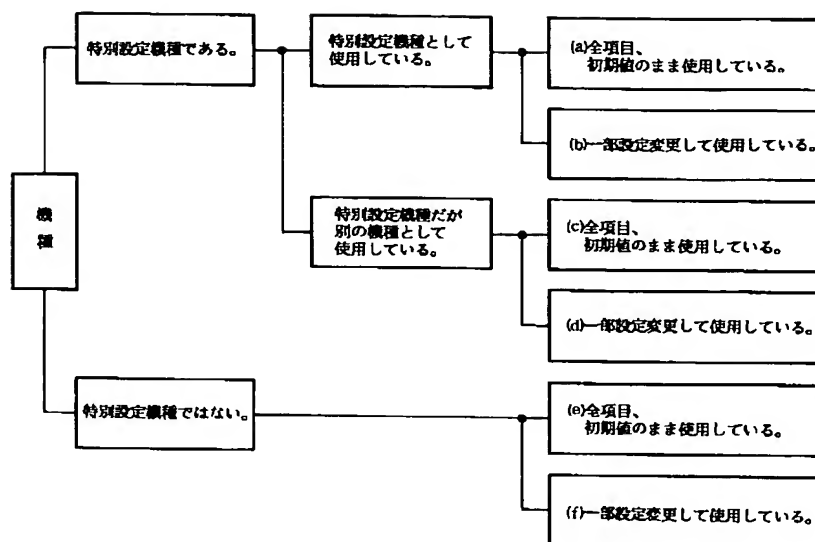 機
種
特別設定機種である。
特別設定機種として
使用している。
(a)全項目、
初期値のまま使用している。
(b)一部設定変更して使用している。
特別設定機種だが
別の機種として
使用している。
(c)全項目、
初期値のまま使用している。
(d)一部設定変更して使用している。
特別設定機種ではない。
(e)全項目、
初期値のまま使用している。
(f)一部設定変更して使用している。